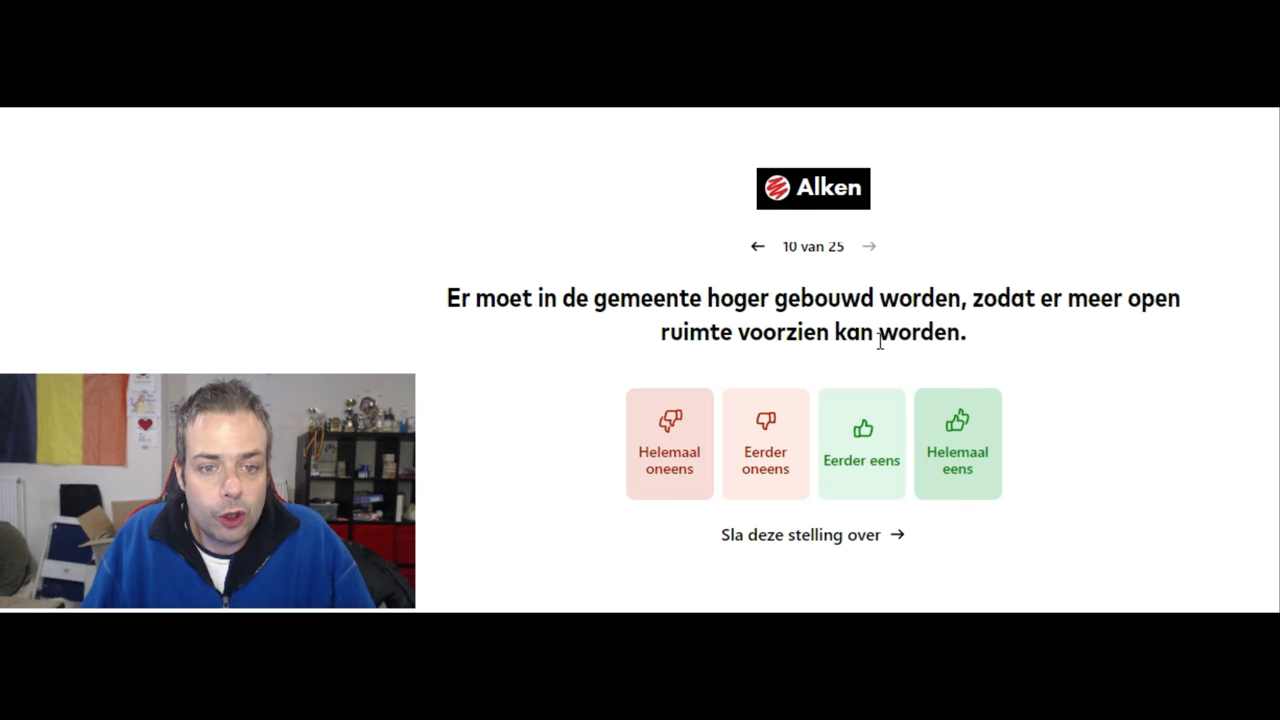 Alken
10 van 25
Er moet in de gemeente hoger gebouwd worden, zodat er meer open
ruimte voorzien kan worden.
Helemaal
oneens
Eerder
oneens
Eerder eens
Helemaal
eens
Sla deze stelling over